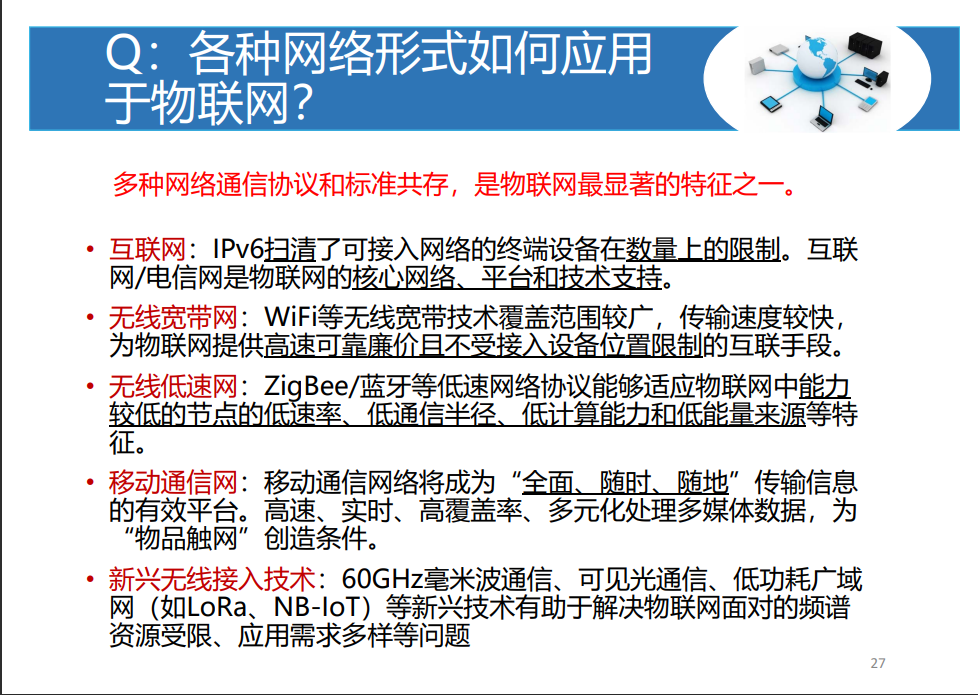 Q：各种网络形式如何应用
于物联网？
多种网络通信协议和标准共存，是物联网最显著的特征之一。
• 互联网：IPv6扫清了可接入网络的终端设备在数量上的限制。互联
网/电信网是物联网的核心网络、平台和技术支持。
• 无线宽带网：WiFi等无线宽带技术覆盖范围较广，传输速度较快，
为物联网提供高速可靠廉价且不受接入设备位置限制的互联手段。
• 无线低速网：ZigBee/蓝牙等低速网络协议能够适应物联网中能力
较低的节点的低速率、低通信半径、低计算能力和低能量来源等特
征。
• 移动通信网：移动通信网络将成为“全面、随时、随地”传输信息
的有效平台。高速、实时、高覆盖率、多元化处理多媒体数据，为
“物品触网”创造条件。
• 新兴无线接入技术：60GHz毫米波通信、可见光通信、低功耗广域
网（如LoRa、NB-IoT）等新兴技术有助于解决物联网面对的频谱
资源受限、应用需求多样等问题
27